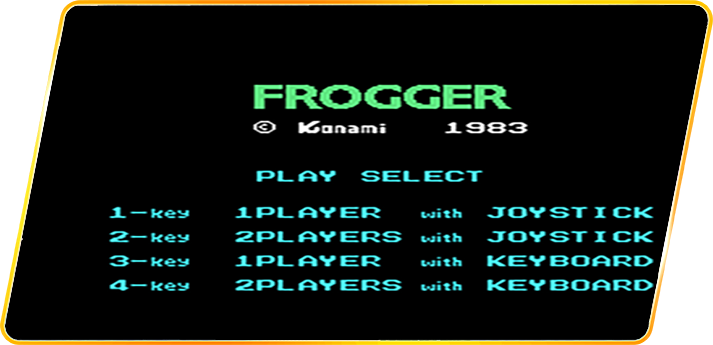 FROGGER
© Konami 1983
PLAY SELECT
1-key 1PLAYER with JOYSTICK
2-key 2PLAYERS with JOYSTICK
3-key 1PLAYER with KEYBOARD
4-key 2PLAYERS with KEYBOARD